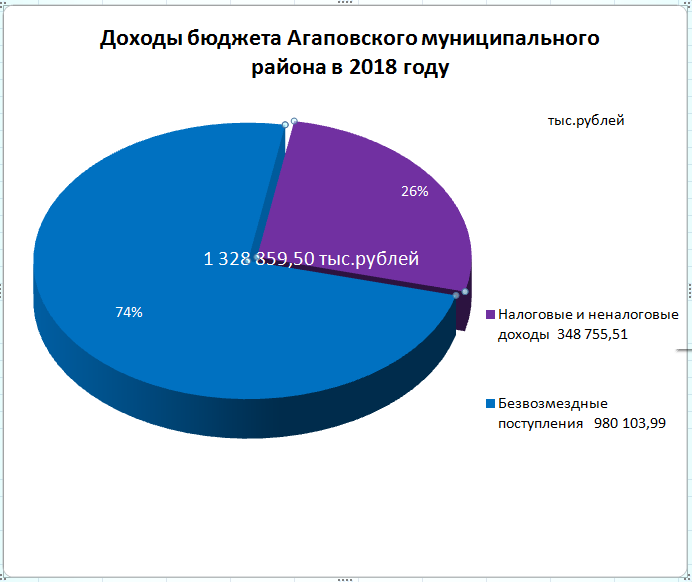 Доходы бюджета Агаповского муниципального
района в 2018 году
тыс.рублей
26%
1 328 859,50 тыс.рублей
74%
Налоговые и неналоговые
доходы 348 755,51
Безвозмездные
поступления 980 103,99